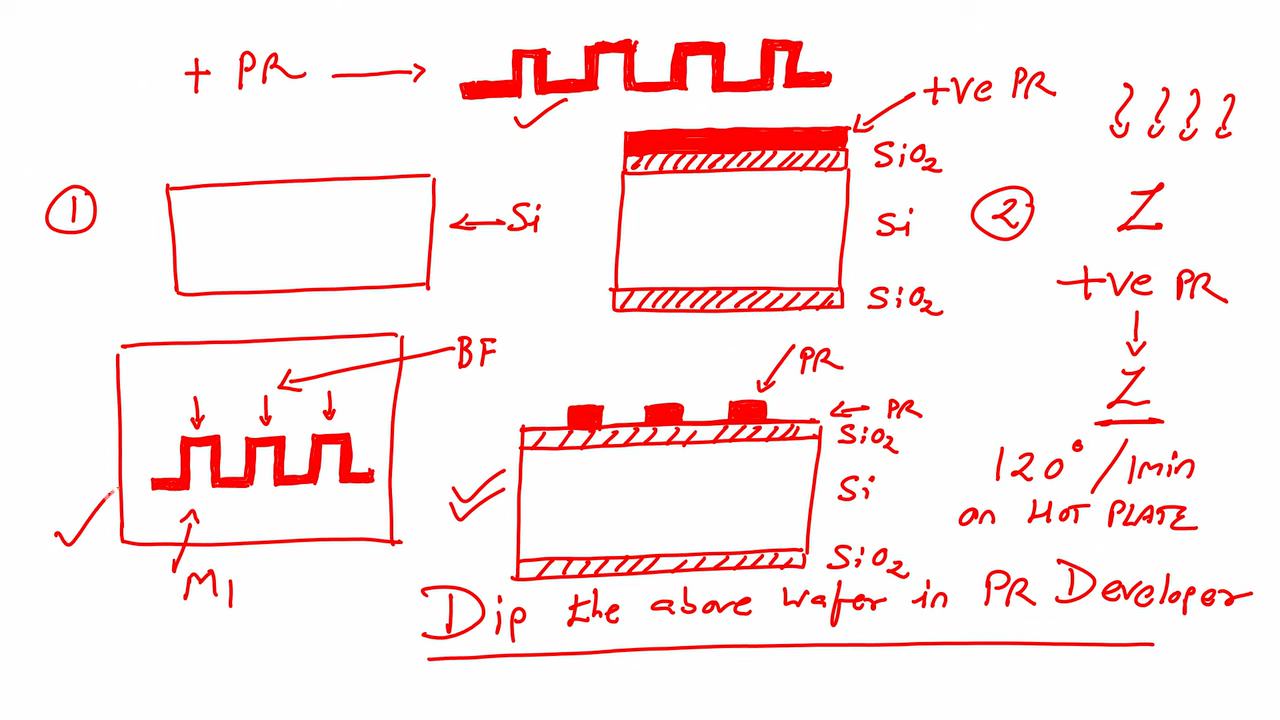 + PR
+ve PR
SiO2
1
Si
Si
2
Z
+ve PR
SiO2
Z
120° / 1min
on HOT PLATE
BF
M1
PR
PR
SiO2
Si
SiO2
Dip the above wafer in PR Developer